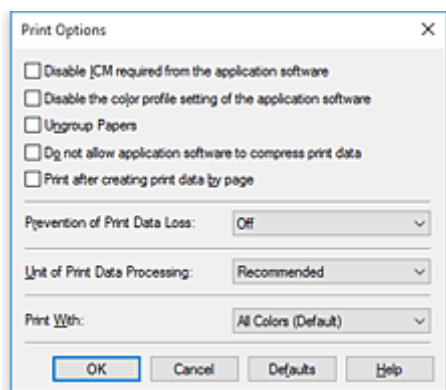 Print Options
Disable ICM required from the application software
Disable the color profile setting of the application software
Ungroup Papers
Do not allow application software to compress print data
Print after creating print data by page
Prevention of Print Data Loss: Off
Unit of Print Data Processing: Recommended
Print With: All Colors (Default)
OK Cancel Defaults Help